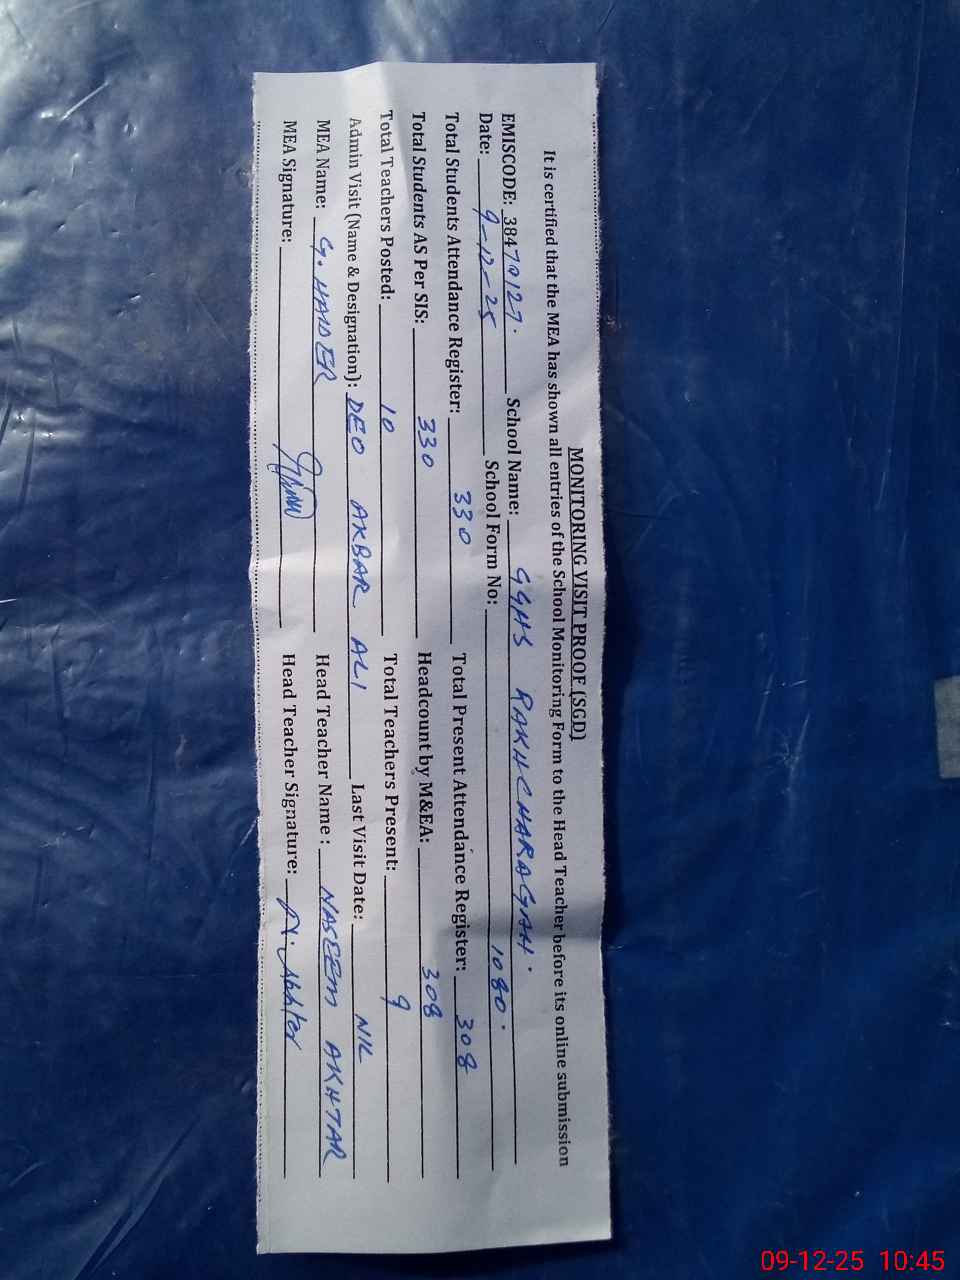 MONITORING VISIT PROOF (SGD)
It is certified that the MEA has shown all entries of the School Monitoring Form to the Head Teacher before its online submission
EMISCODE: 38470127. School Name: GGHS RAKH CHARAGAH.
Date: 9-12-25 School Form No: 1080.
Total Students Attendance Register: 330 Total Present Attendance Register: 308
Total Students AS Per SIS: 330 Headcount by M&EA: 308
Total Teachers Posted: 10 Total Teachers Present: 9
Admin Visit (Name & Designation): DEO AKBAR ALI Last Visit Date: NIL
MEA Name: G. HAIDER Head Teacher Name: NASEEM AKHTAR
MEA Signature: Head Teacher Signature: N. Akhter
09-12-25 10:45